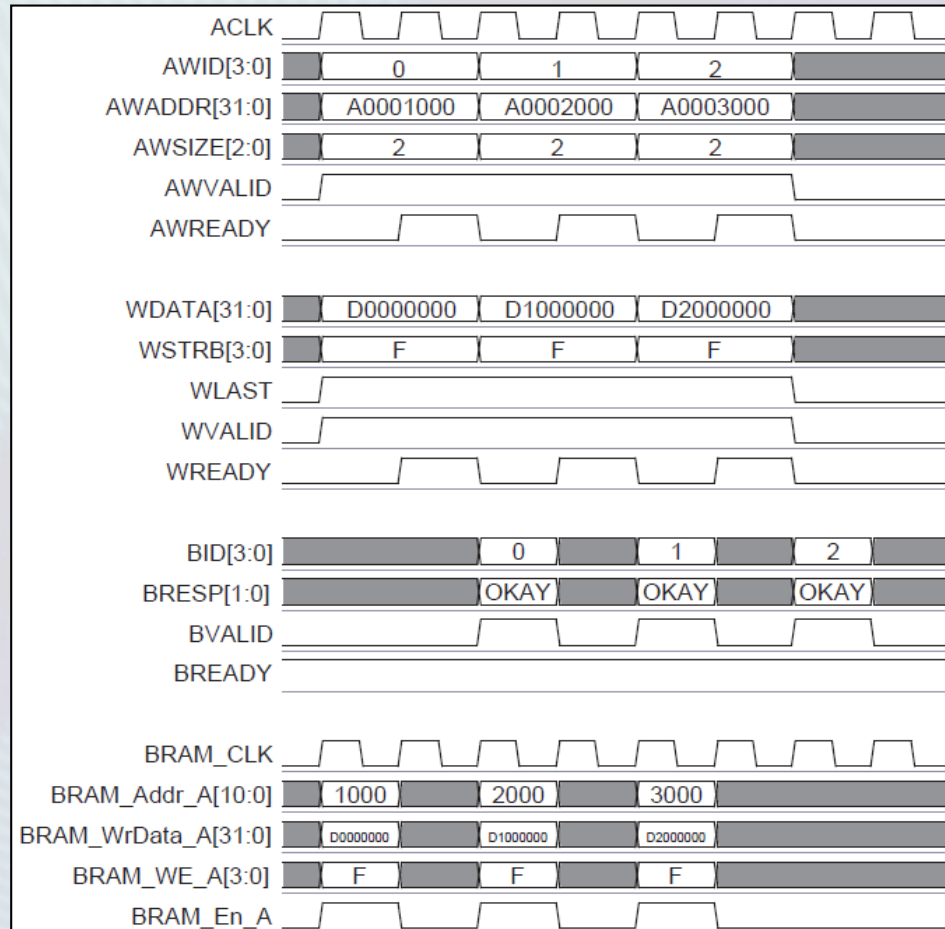 ACLK
AWID[3:0] 0 1 2
AWADDR[31:0] A0001000 A0002000 A0003000
AWSIZE[2:0] 2 2 2
AWVALID
AWREADY
WDATA[31:0] D0000000 D1000000 D2000000
WSTRB[3:0] F F F
WLAST
WVALID
WREADY
BID[3:0] 0 1 2
BRESP[1:0] OKAY OKAY OKAY
BVALID
BREADY
BRAM_CLK
BRAM_Addr_A[10:0] 1000 2000 3000
BRAM_WrData_A[31:0] D0000000 D1000000 D2000000
BRAM_WE_A[3:0] F F F
BRAM_En_A